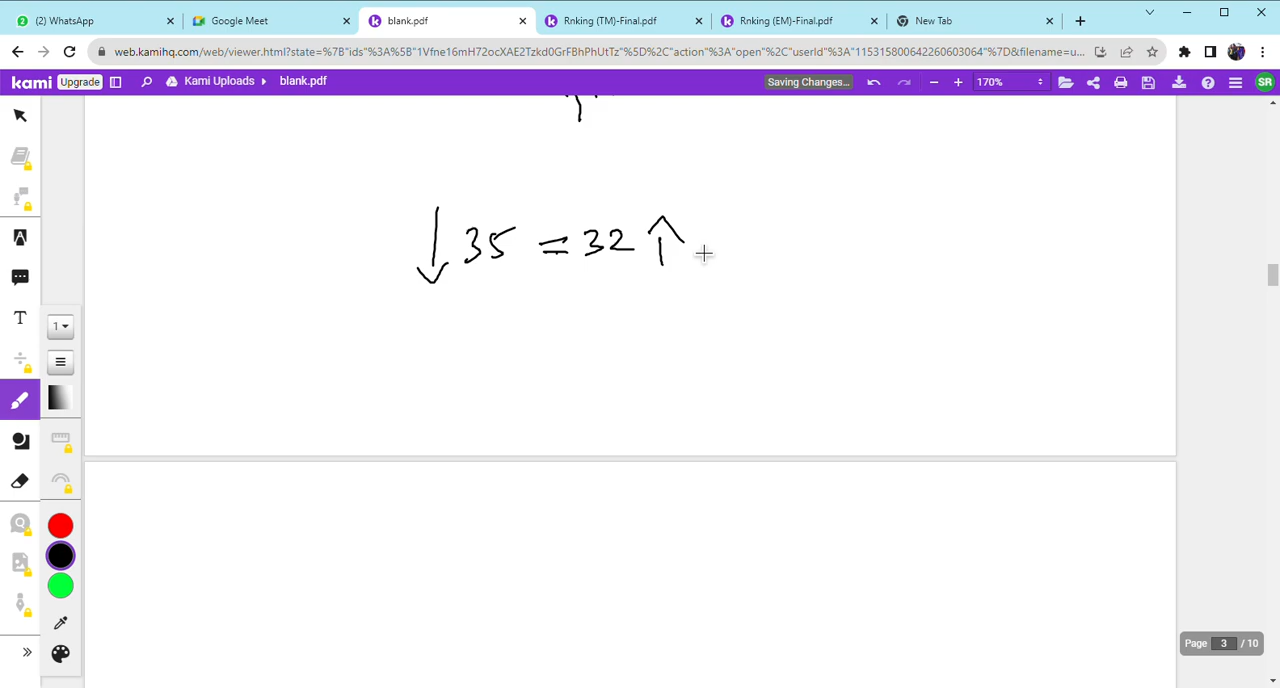 (2) WhatsApp
Google Meet
blank.pdf
Rnking (TM)-Final.pdf
Rnking (EM)-Final.pdf
New Tab
web.kamihq.com/web/viewer.html?state=%7B"ids"%3A%5B"1Vfne16mH72ocXAE2Tzkd0GrFBhPhUtTz"%5D%2C"action"%3A"open"%2C"userId"%3A"115315800642260603064"%7D&filename=u...
kami Upgrade Kami Uploads blank.pdf Saving Changes... 170% SR
↓ 35 = 32 ↑
A
T
1
Page 3 / 10